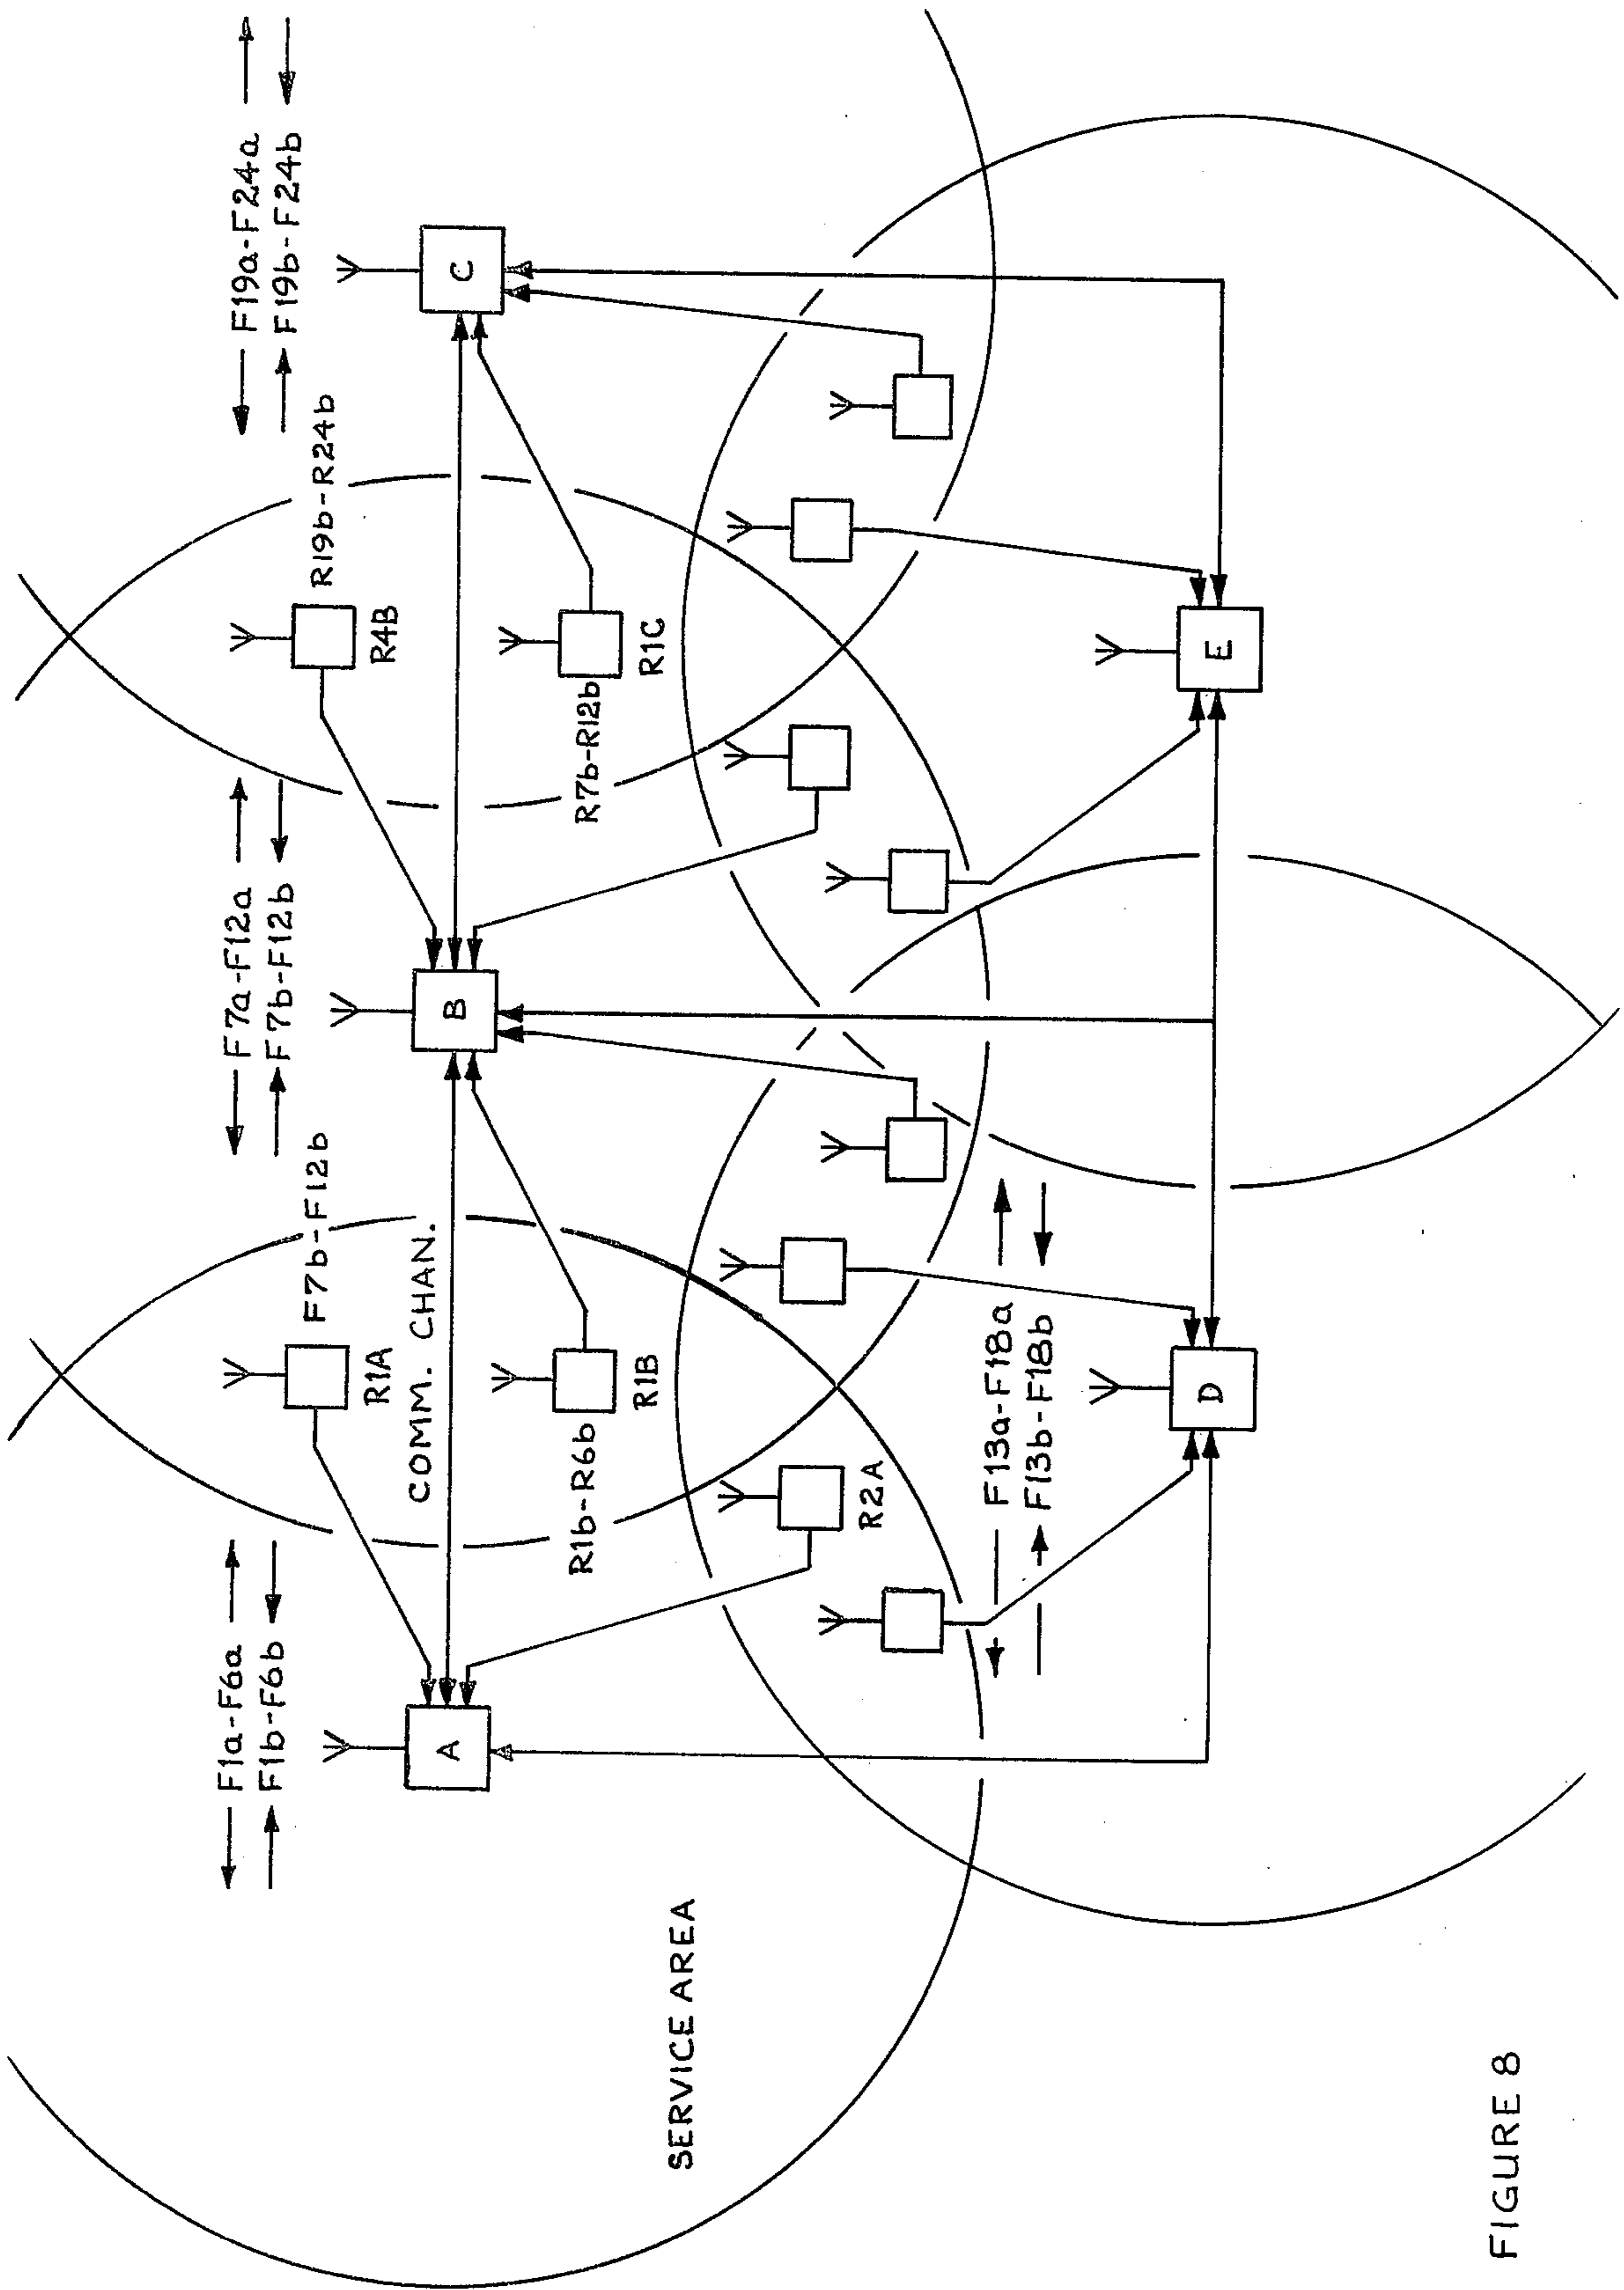 F1a-F6a
F1b-F6b
F7a-F12a
F7b-F12b
F19a-F24a
F19b-F24b
F7b-F12b
R19b-R24b
R1A
R4B
COMM. CHAN.
A
B
C
R1b-R6b
R7b-R12b
R1B
R1C
SERVICE AREA
R2A
F13a-F18a
F13b-F18b
D
E
FIGURE 8